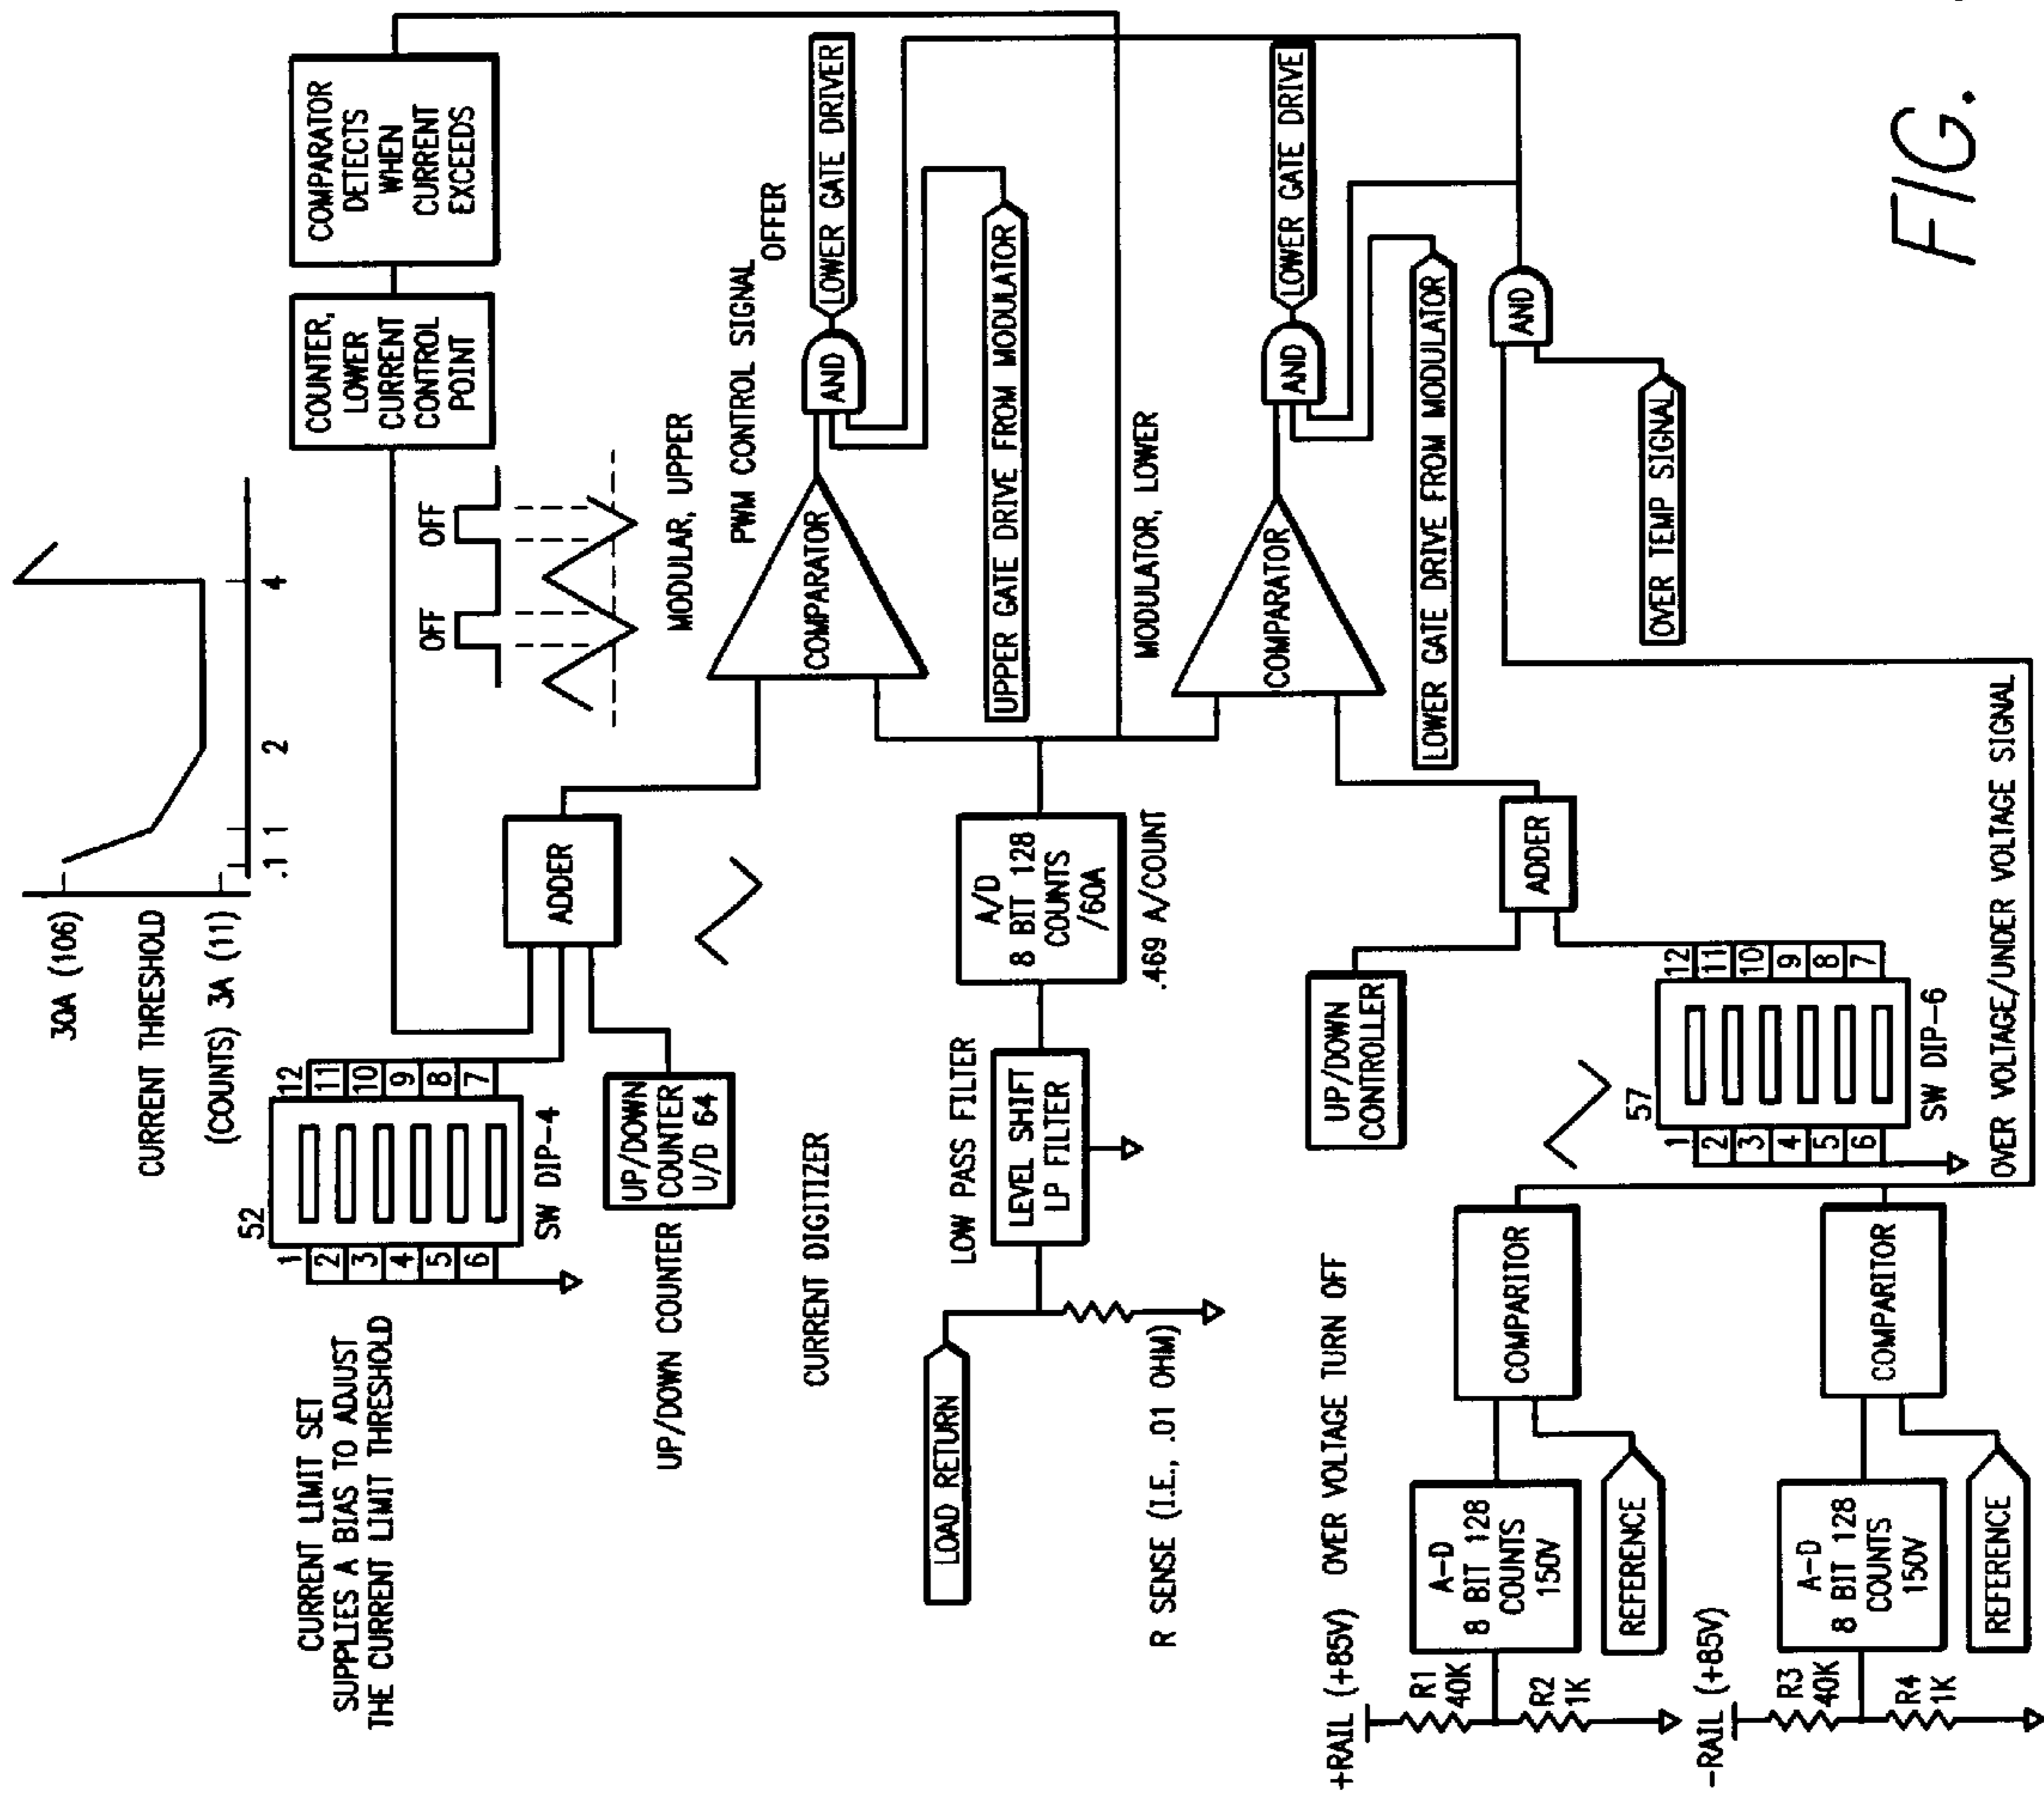 30A (106)
CURRENT THRESHOLD
(COUNTS) 3A (11)
.1
1
2
4
CURRENT LIMIT SET
SUPPLIES A BIAS TO ADJUST
THE CURRENT LIMIT THRESHOLD
52
1
2
3
4
5
6
12
11
10
9
8
7
SW DIP-4
COUNTER,
LOWER
CURRENT
CONTROL
POINT
COMPARATOR
DETECTS
WHEN
CURRENT
EXCEEDS
OFF
OFF
UP/DOWN COUNTER
UP/DOWN
COUNTER
U/D 64
ADDER
MODULAR, UPPER
PWM CONTROL SIGNAL
OFFER
COMPARATOR
AND
LOWER GATE DRIVER
UPPER GATE DRIVE FROM MODULATOR
CURRENT DIGITIZER
LOAD RETURN
LOW PASS FILTER
LEVEL SHIFT
LP FILTER
A/D
8 BIT 128
COUNTS
/60A
.469 A/COUNT
R SENSE (I.E., .01 OHM)
MODULATOR, LOWER
COMPARATOR
AND
LOWER GATE DRIVE
LOWER GATE DRIVE FROM MODULATOR
UP/DOWN
CONTROLLER
ADDER
57
1
2
3
4
5
6
12
11
10
9
8
7
SW DIP-6
AND
OVER TEMP SIGNAL
+RAIL (+85V)
OVER VOLTAGE TURN OFF
R1
40K
R2
1K
A-D
8 BIT 128
COUNTS
150V
COMPARITOR
REFERENCE
OVER VOLTAGE/UNDER VOLTAGE SIGNAL
-RAIL (+85V)
R3
40K
R4
1K
A-D
8 BIT 128
COUNTS
150V
COMPARITOR
REFERENCE
FIG.